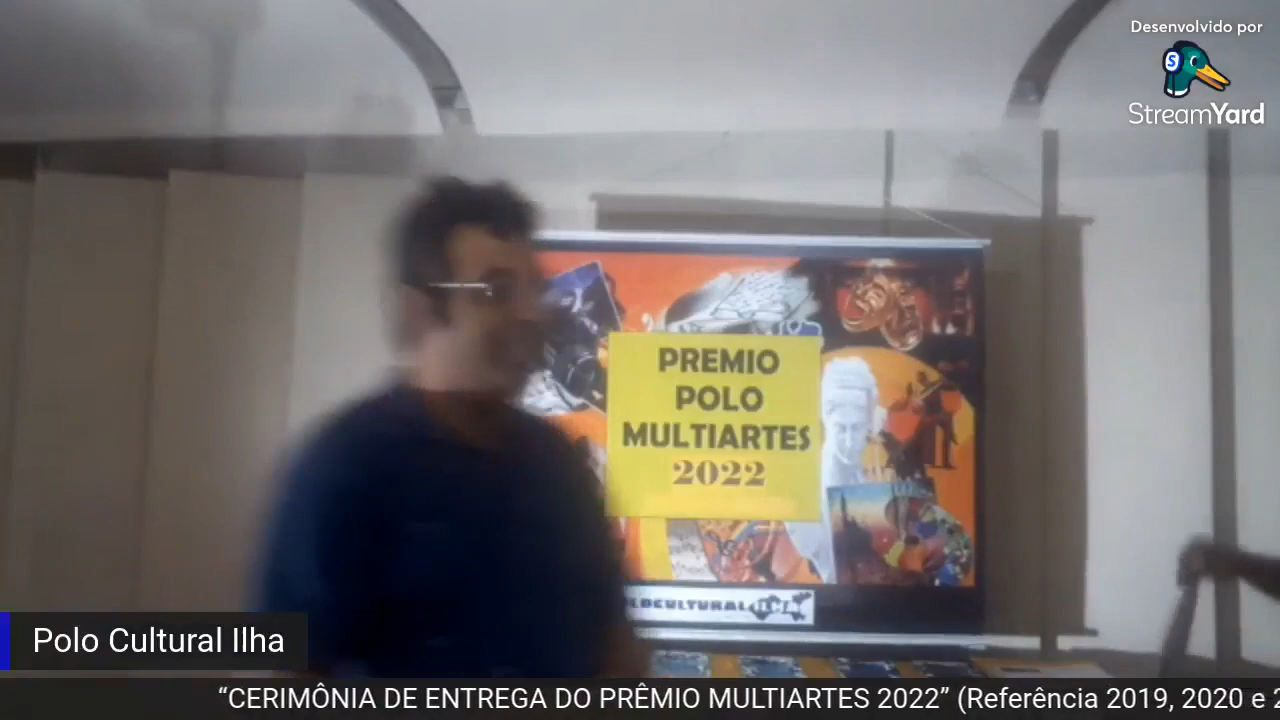 Desenvolvido por
StreamYard
PREMIO
POLO
MULTIARTES
2022
Polo Cultural Ilha
“CERIMÔNIA DE ENTREGA DO PRÊMIO MULTIARTES 2022” (Referência 2019, 2020 e